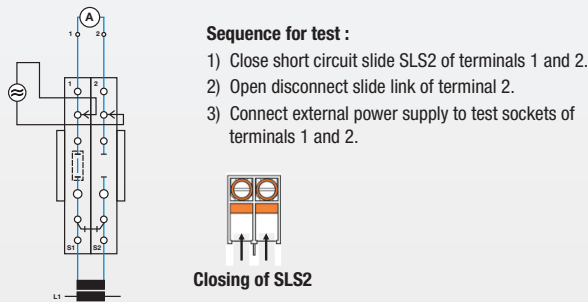 A
1 2
Sequence for test :
1) Close short circuit slide SLS2 of terminals 1 and 2.
2) Open disconnect slide link of terminal 2.
3) Connect external power supply to test sockets of
terminals 1 and 2.
1 2
S1 S2
Closing of SLS2
L1